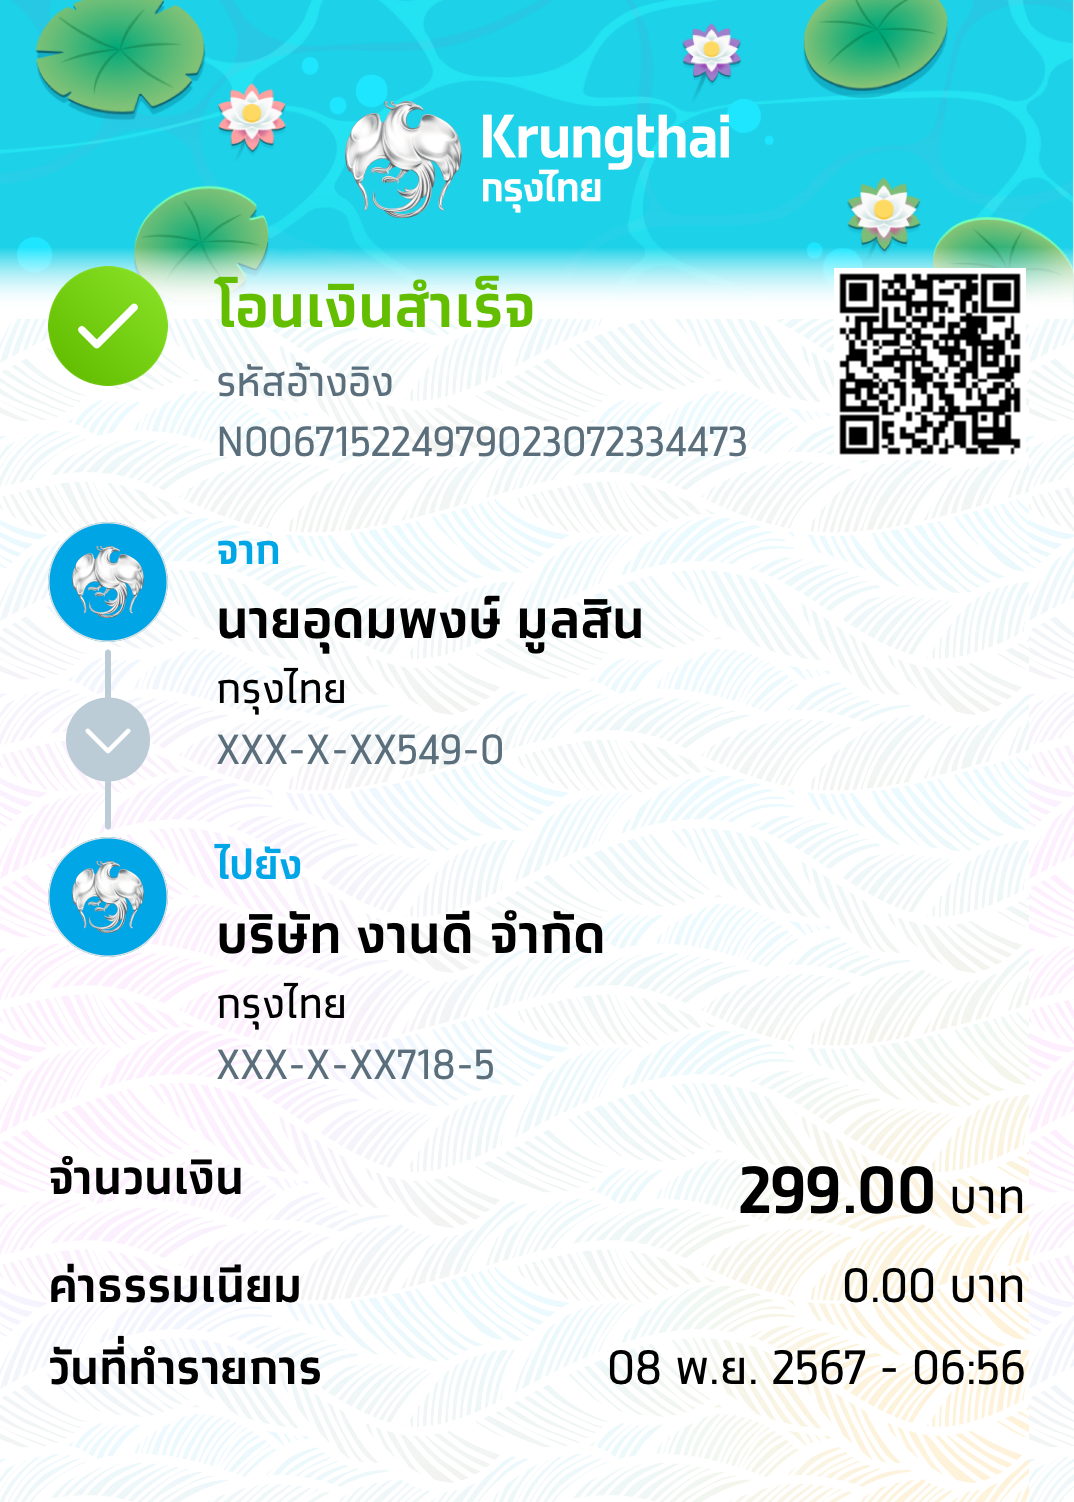 Krungthai
กรุงไทย
โอนเงินสำเร็จ
รหัสอ้างอิง
N006715224979023072334473
จาก
นายอุดมพงษ์ มูลสิน
กรุงไทย
XXX-X-XX549-0
ไปยัง
บริษัท งานดี จำกัด
กรุงไทย
XXX-X-XX718-5
จำนวนเงิน 299.00 บาท
ค่าธรรมเนียม 0.00 บาท
วันที่ทำรายการ 08 พ.ย. 2567 - 06:56